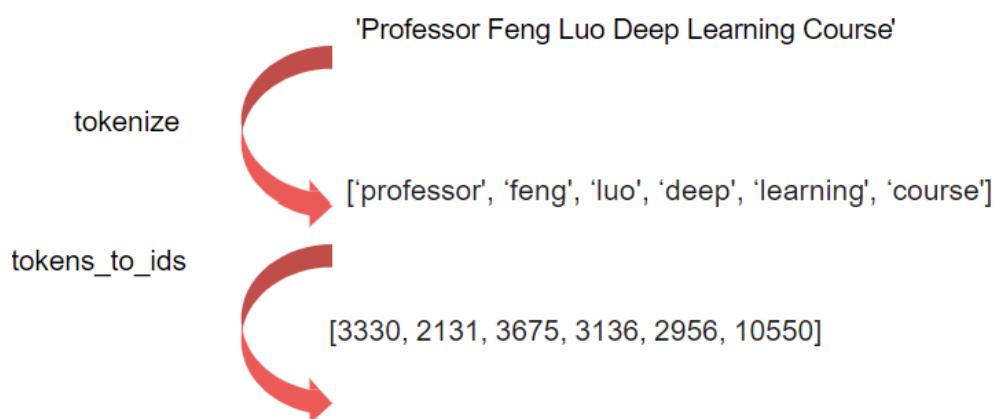 'Professor Feng Luo Deep Learning Course'
tokenize
[‘professor', ‘feng', ‘luo', ‘deep', ‘learning', ‘course']
tokens_to_ids
[3330, 2131, 3675, 3136, 2956, 10550]